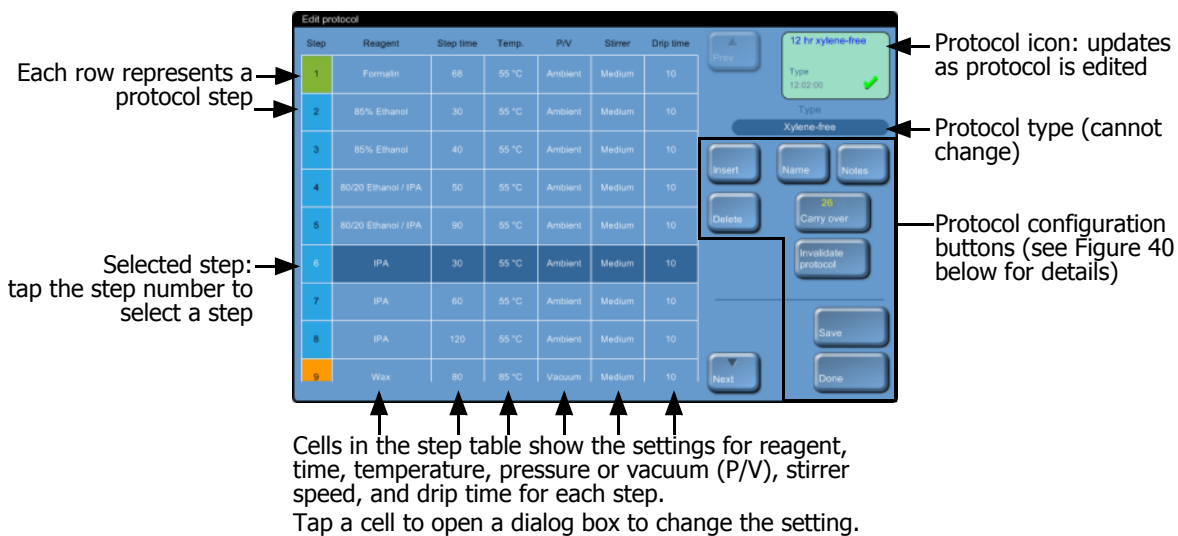 Edit protocol
Step Reagent Step time Temp. P/V Stirrer Drip time
1 Formalin 68 55 °C Ambient Medium 10
2 85% Ethanol 30 55 °C Ambient Medium 10
3 85% Ethanol 40 55 °C Ambient Medium 10
4 80/20 Ethanol / IPA 50 55 °C Ambient Medium 10
5 80/20 Ethanol / IPA 90 55 °C Ambient Medium 10
6 IPA 30 55 °C Ambient Medium 10
7 IPA 60 55 °C Ambient Medium 10
8 IPA 120 55 °C Ambient Medium 10
9 Wax 80 85 °C Vacuum Medium 10
Prev
12 hr xylene-free
Type
12:02:00
Type
Xylene-free
Insert
Name
Notes
Delete
26
Carry over
Invalidate
protocol
Save
Next
Done
Each row represents a
protocol step
Selected step:
tap the step number to
select a step
Protocol icon: updates
as protocol is edited
Protocol type (cannot
change)
Protocol configuration
buttons (see Figure 40
below for details)
Cells in the step table show the settings for reagent,
time, temperature, pressure or vacuum (P/V), stirrer
speed, and drip time for each step.
Tap a cell to open a dialog box to change the setting.